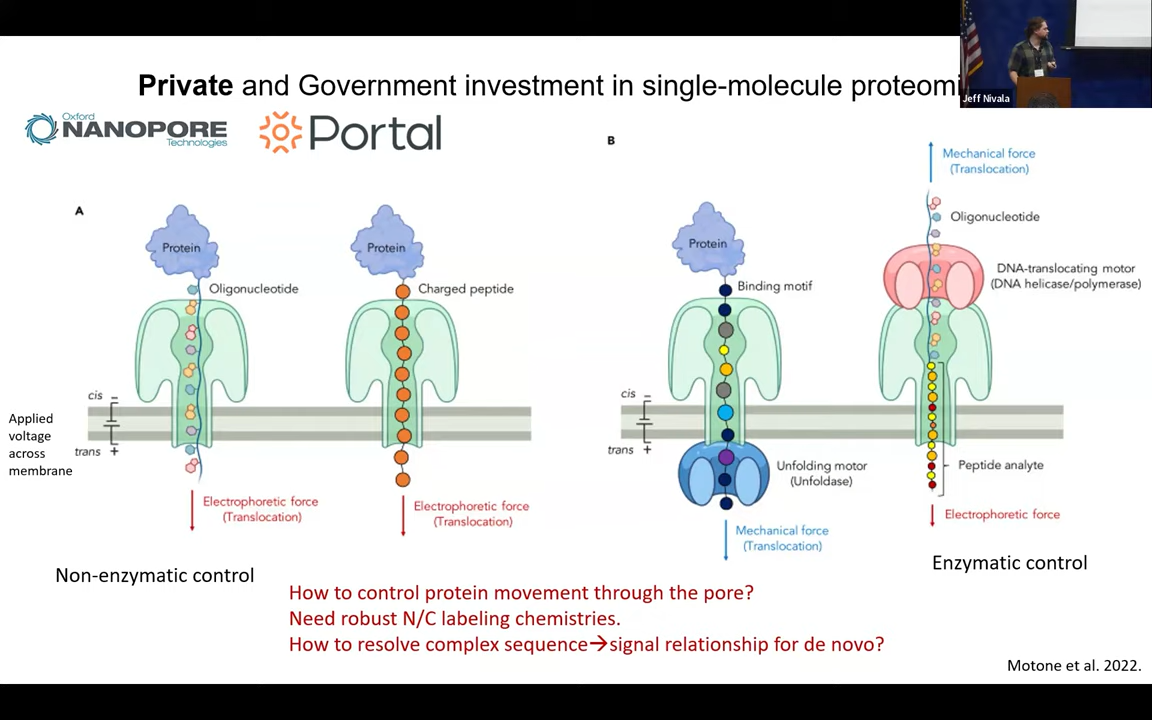 Private and Government investment in single-molecule proteomi
Jeff Nivala
Oxford
NANOPORE
Technologies
Portal
A
Protein
Oligonucleotide
Protein
Charged peptide
cis −
trans +
Applied
voltage
across
membrane
Electrophoretic force
(Translocation)
Electrophoretic force
(Translocation)
Non-enzymatic control
B
Protein
Binding motif
cis −
trans +
Unfolding motor
(Unfoldase)
Mechanical force
(Translocation)
Mechanical force
(Translocation)
Oligonucleotide
DNA-translocating motor
(DNA helicase/polymerase)
Peptide analyte
Electrophoretic force
Enzymatic control
How to control protein movement through the pore?
Need robust N/C labeling chemistries.
How to resolve complex sequence→signal relationship for de novo?
Motone et al. 2022.